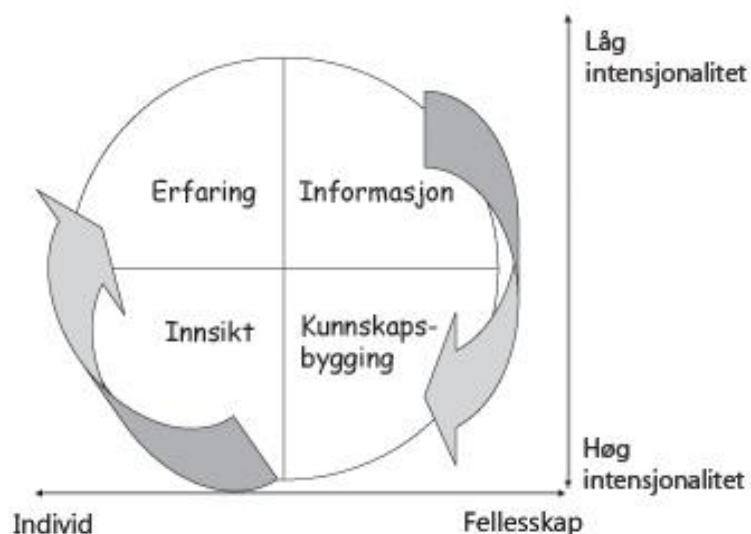 Låg
intensjonalitet
Erfaring
Informasjon
Innsikt
Kunnskaps-
bygging
Høg
intensjonalitet
Individ
Fellesskap